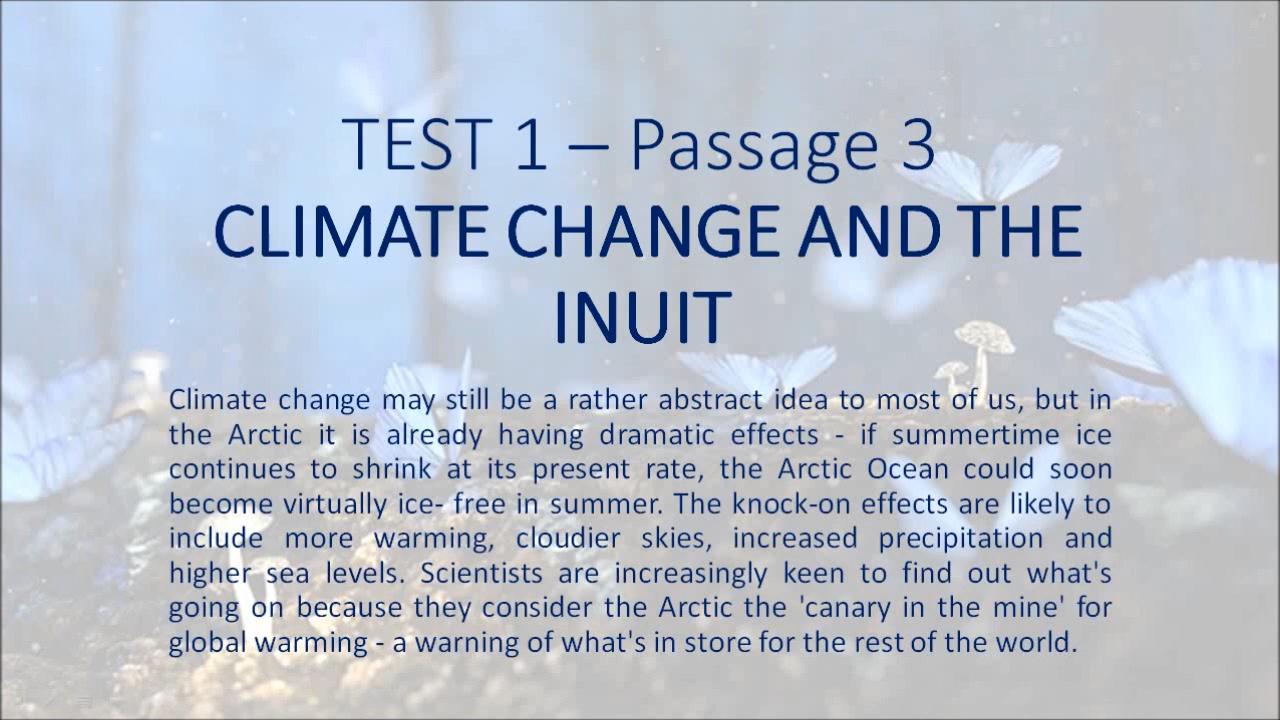 TEST 1 – Passage 3
CLIMATE CHANGE AND THE
INUIT
Climate change may still be a rather abstract idea to most of us, but in
the Arctic it is already having dramatic effects - if summertime ice
continues to shrink at its present rate, the Arctic Ocean could soon
become virtually ice- free in summer. The knock-on effects are likely to
include more warming, cloudier skies, increased precipitation and
higher sea levels. Scientists are increasingly keen to find out what's
going on because they consider the Arctic the 'canary in the mine' for
global warming - a warning of what's in store for the rest of the world.